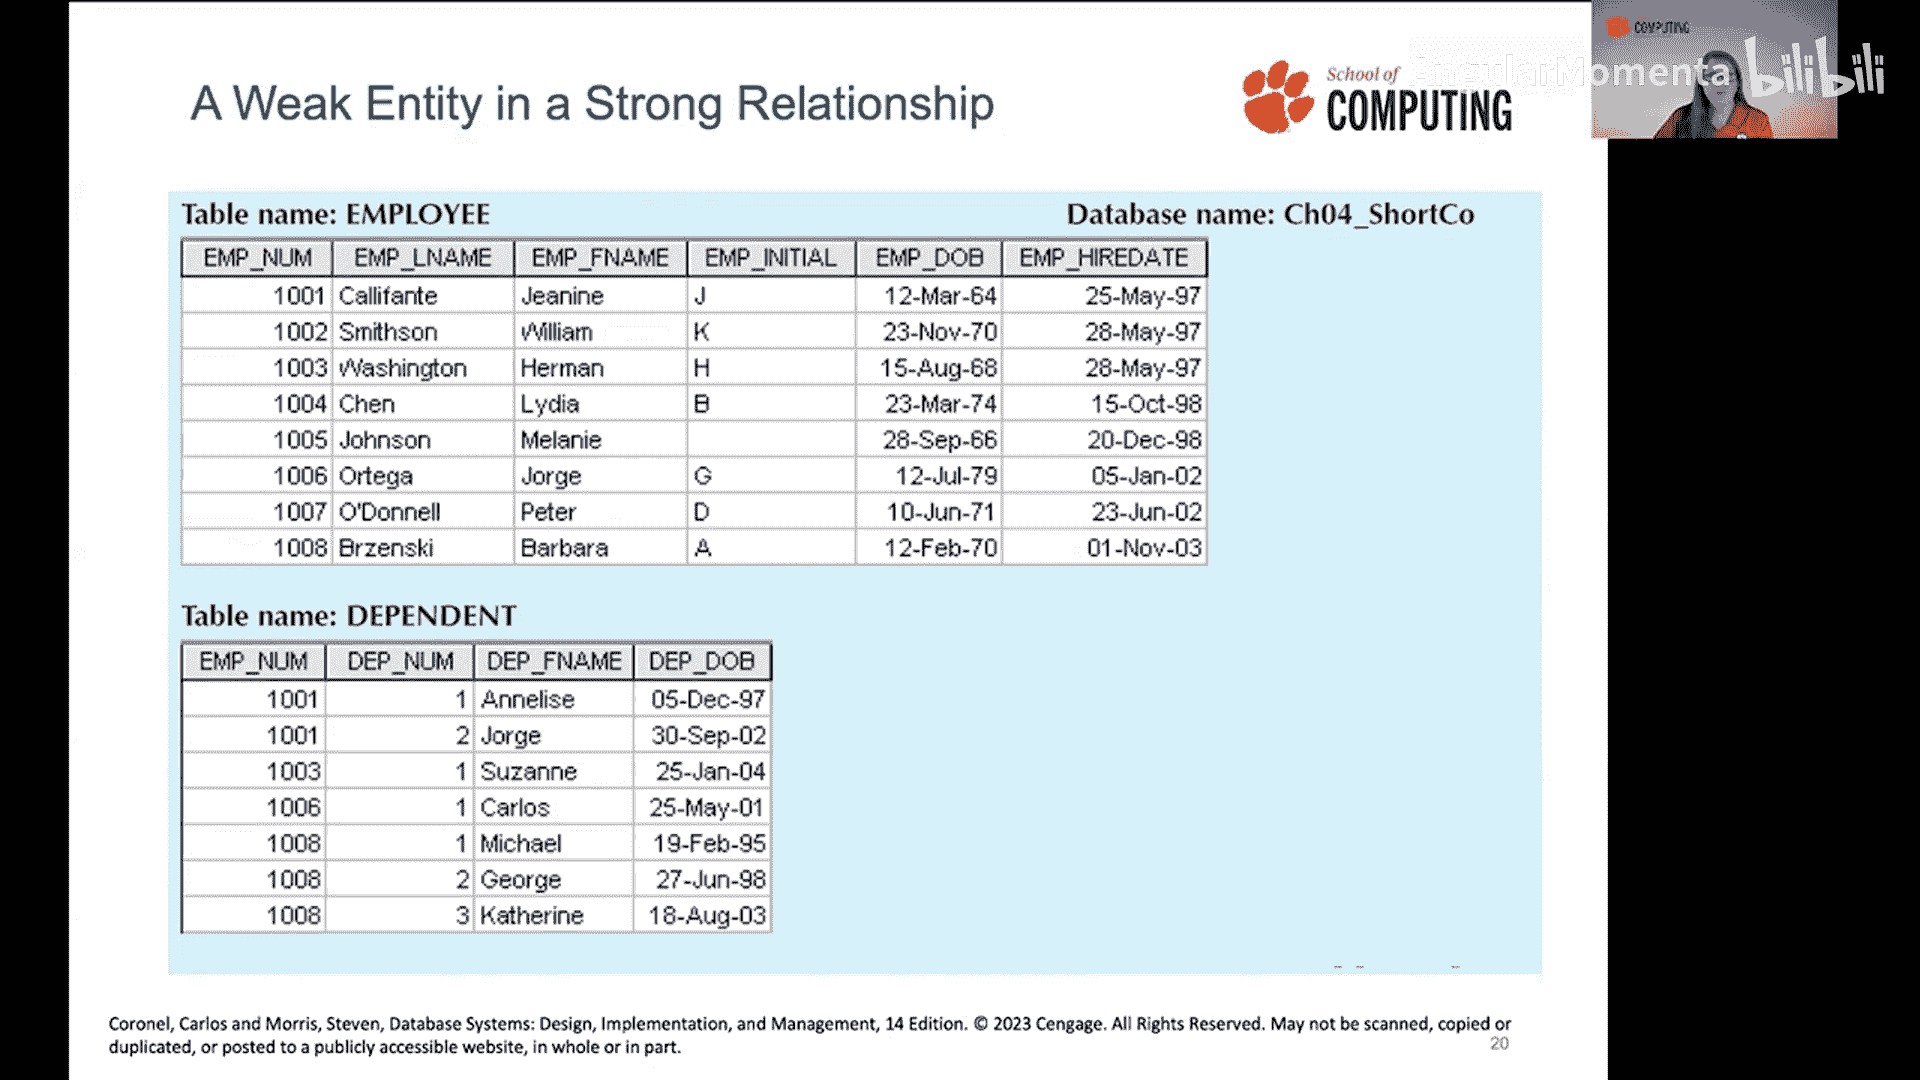 COMPUTING
AngularMomenta bilibili
A Weak Entity in a Strong Relationship
School of
COMPUTING
Table name: EMPLOYEE Database name: Ch04_ShortCo
EMP_NUM EMP_LNAME EMP_FNAME EMP_INITIAL EMP_DOB EMP_HIREDATE
1001 Callifante Jeanine J 12-Mar-64 25-May-97
1002 Smithson William K 23-Nov-70 28-May-97
1003 Washington Herman H 15-Aug-68 28-May-97
1004 Chen Lydia B 23-Mar-74 15-Oct-98
1005 Johnson Melanie 28-Sep-66 20-Dec-98
1006 Ortega Jorge G 12-Jul-79 05-Jan-02
1007 O'Donnell Peter D 10-Jun-71 23-Jun-02
1008 Brzenski Barbara A 12-Feb-70 01-Nov-03
Table name: DEPENDENT
EMP_NUM DEP_NUM DEP_FNAME DEP_DOB
1001 1 Annelise 05-Dec-97
1001 2 Jorge 30-Sep-02
1003 1 Suzanne 25-Jan-04
1006 1 Carlos 25-May-01
1008 1 Michael 19-Feb-95
1008 2 George 27-Jun-98
1008 3 Katherine 18-Aug-03
Coronel, Carlos and Morris, Steven, Database Systems: Design, Implementation, and Management, 14 Edition. © 2023 Cengage. All Rights Reserved. May not be scanned, copied or
duplicated, or posted to a publicly accessible website, in whole or in part.
20